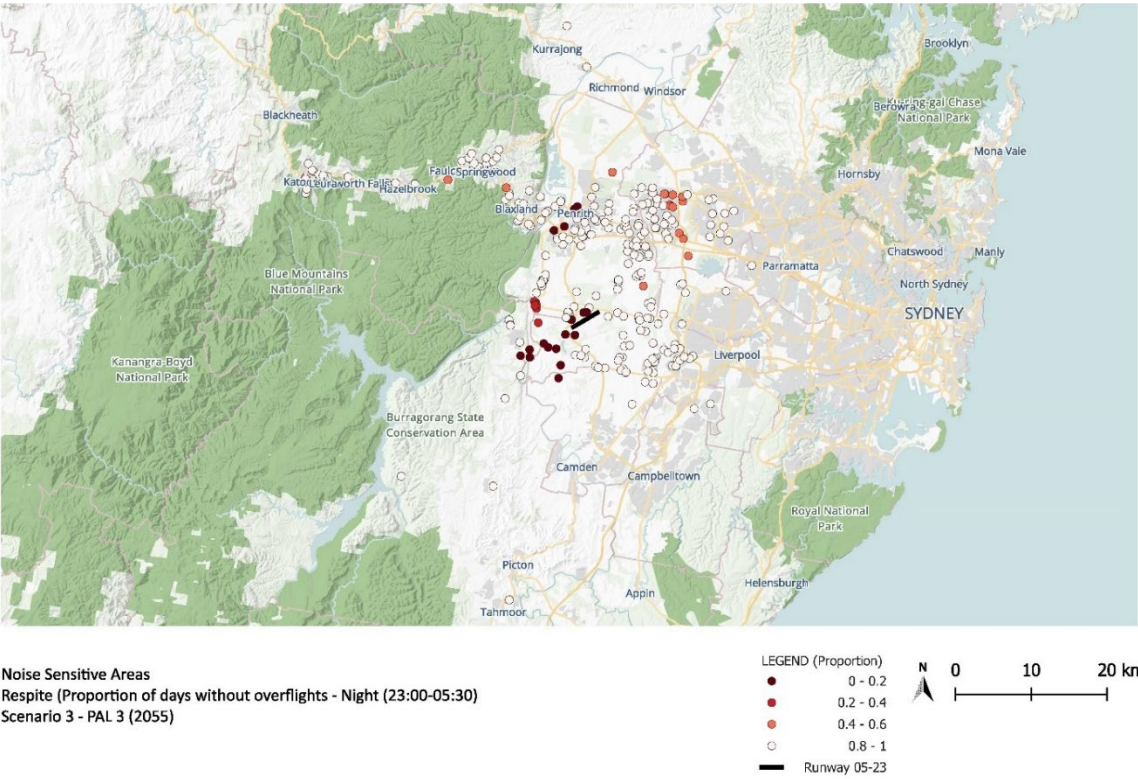 Kurrajong
Brooklyn
Richmond Windsor
Blackheath
Berowra
Ku-ring-gai Chase
National Park
Mona Vale
Springwood
Hazelbrook
Hornsby
Blaxland
Penrith
Chatswood
Manly
Parramatta
Blue Mountains
National Park
North Sydney
SYDNEY
Liverpool
Kanangra-Boyd
National Park
Burragorang State
Conservation Area
Camden
Campbelltown
Royal National
Park
Picton
Helensburgh
Appin
Tahmoor
Noise Sensitive Areas
Respite (Proportion of days without overflights - Night (23:00-05:30)
Scenario 3 - PAL 3 (2055)
LEGEND (Proportion)
0 - 0.2
0.2 - 0.4
0.4 - 0.6
0.8 - 1
Runway 05-23
N
0 10 20 km